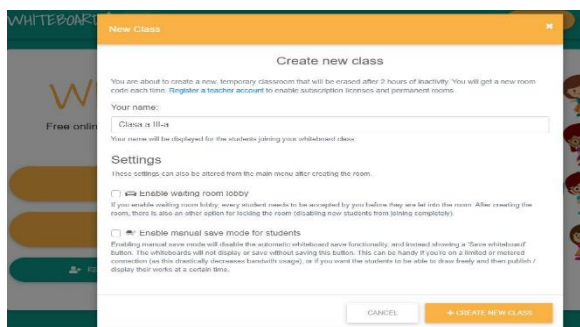 WHITEBOARD
New Class
×
Create new class
You are about to create a new, temporary classroom that will be erased after 2 hours of inactivity. You will get a new room
code each time. Register a teacher account to enable subscription licenses and permanent rooms.
Your name:
Clasa a III-a
Your name will be displayed for the students joining your whiteboard class.
Settings
These settings can also be altered from the main menu after creating the room.
Enable waiting room lobby
If you enable waiting room lobby, every student needs to be accepted by you before they are let into the room. After creating the
room, there is also an other option for locking the room (disabling new students from joining completely).
Enable manual save mode for students
Enabling manual save mode will disable the automatic whiteboard save functionality, and instead showing a 'Save whiteboard'
button. The whiteboards will not display or save without saving this button. This can be handy if you're on a limited or metered
connection (as this drastically decreases bandwith usage), or if you want the students to be able to draw freely and then publish /
display their works at a certain time.
CANCEL
+ CREATE NEW CLASS
W
Free onlin